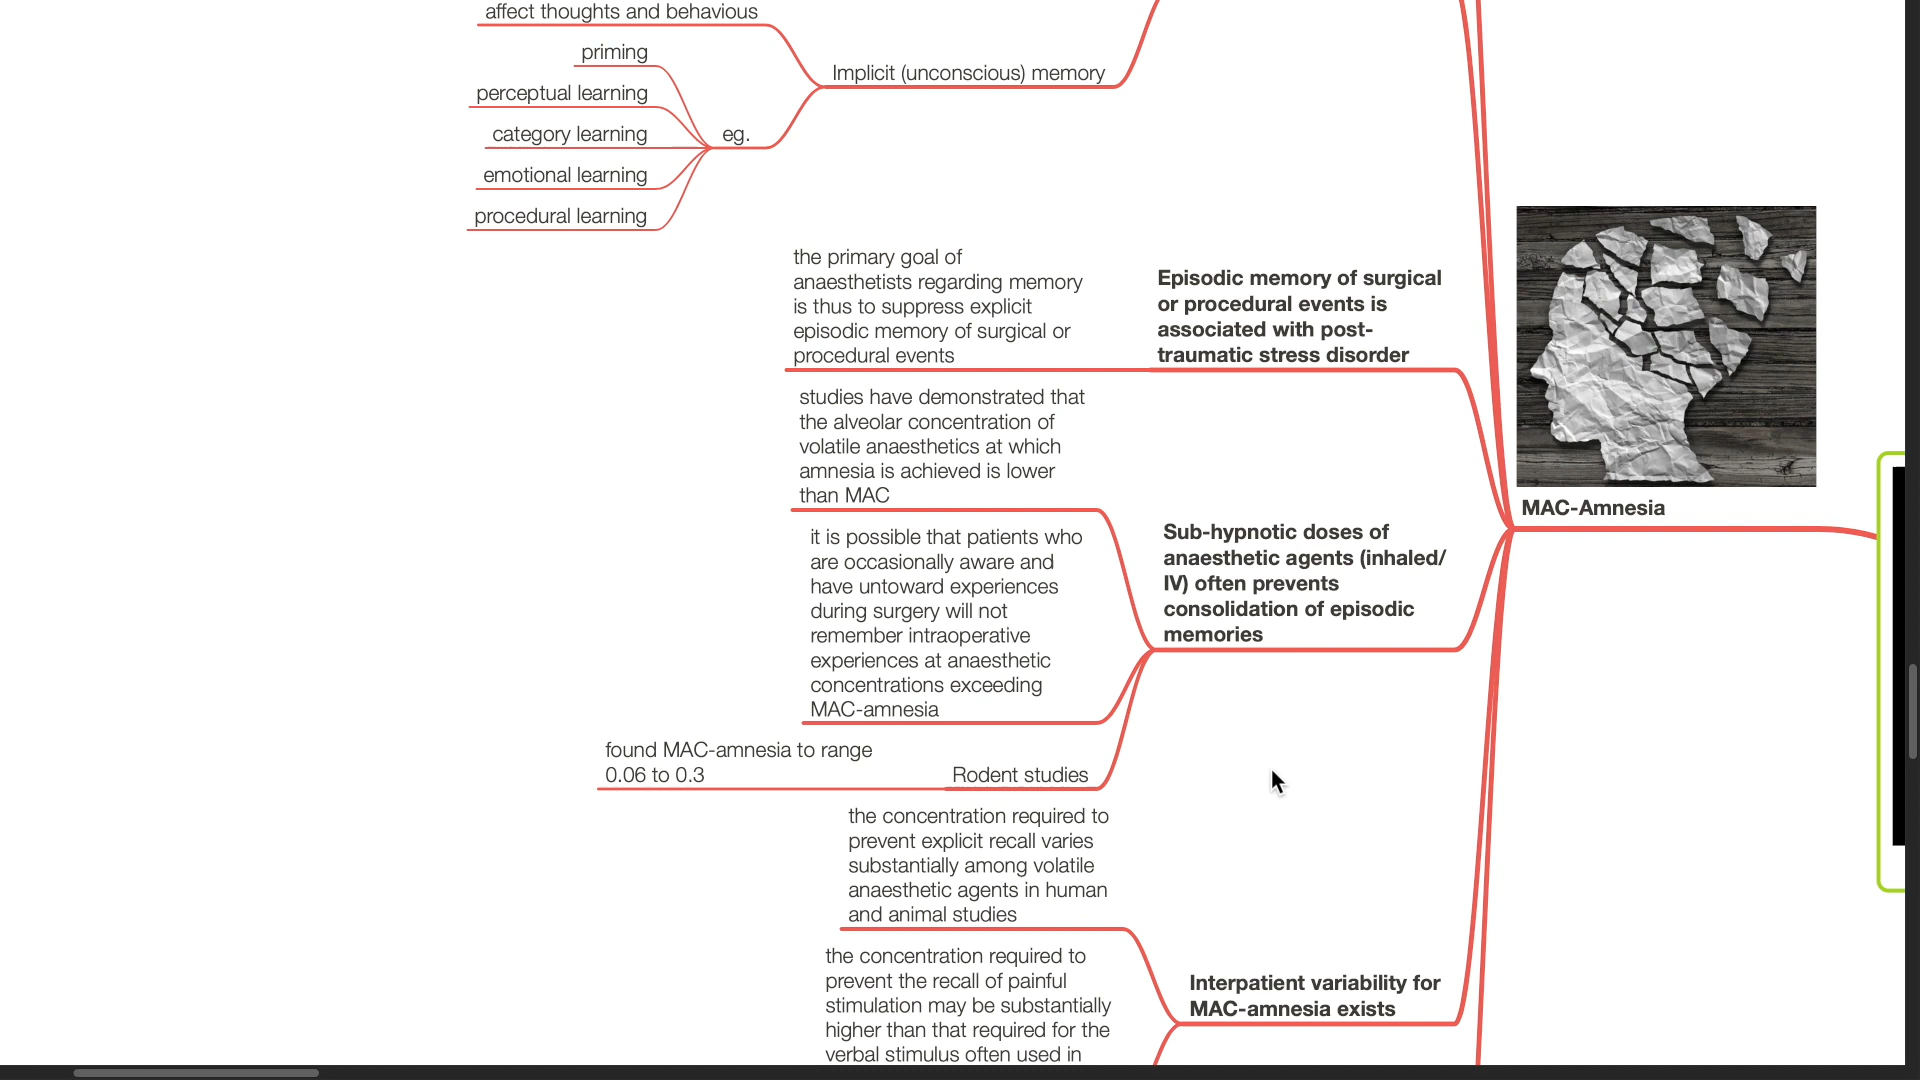 affect thoughts and behavious
priming
perceptual learning
category learning
emotional learning
procedural learning
eg.
Implicit (unconscious) memory
the primary goal of
anaesthetists regarding memory
is thus to suppress explicit
episodic memory of surgical or
procedural events
Episodic memory of surgical
or procedural events is
associated with post-
traumatic stress disorder
studies have demonstrated that
the alveolar concentration of
volatile anaesthetics at which
amnesia is achieved is lower
than MAC
it is possible that patients who
are occasionally aware and
have untoward experiences
during surgery will not
remember intraoperative
experiences at anaesthetic
concentrations exceeding
MAC-amnesia
found MAC-amnesia to range
0.06 to 0.3
Rodent studies
Sub-hypnotic doses of
anaesthetic agents (inhaled/
IV) often prevents
consolidation of episodic
memories
MAC-Amnesia
the concentration required to
prevent explicit recall varies
substantially among volatile
anaesthetic agents in human
and animal studies
the concentration required to
prevent the recall of painful
stimulation may be substantially
higher than that required for the
verbal stimulus often used in
Interpatient variability for
MAC-amnesia exists